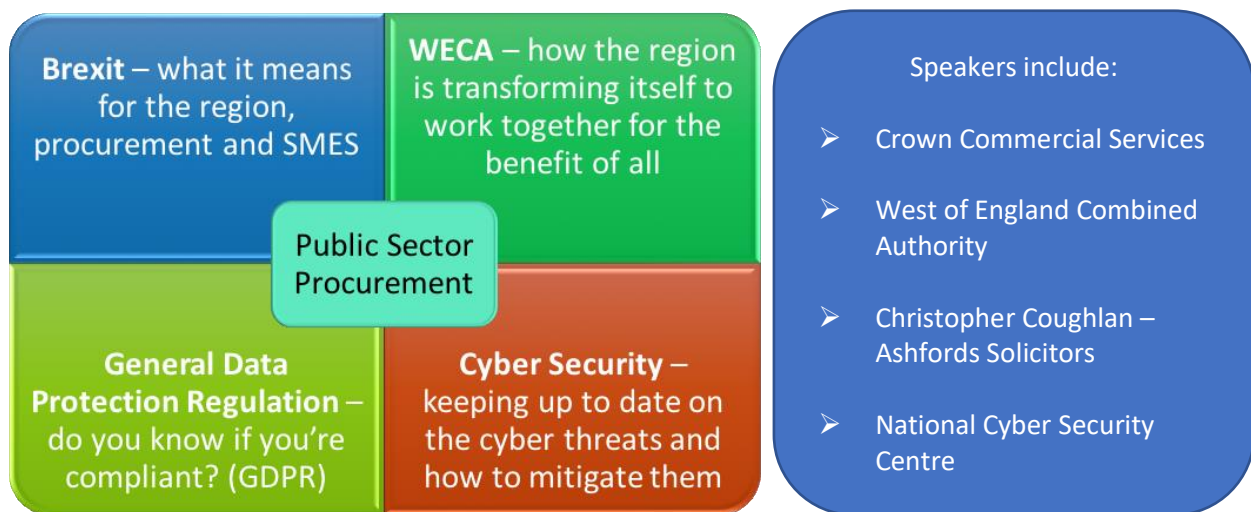 Brexit – what it means
for the region,
procurement and SMES
WECA – how the region
is transforming itself to
work together for the
benefit of all
Public Sector
Procurement
General Data
Protection Regulation –
do you know if you’re
compliant? (GDPR)
Cyber Security –
keeping up to date on
the cyber threats and
how to mitigate them
Speakers include:
➢ Crown Commercial Services
➢ West of England Combined
Authority
➢ Christopher Coughlan –
Ashfords Solicitors
➢ National Cyber Security
Centre